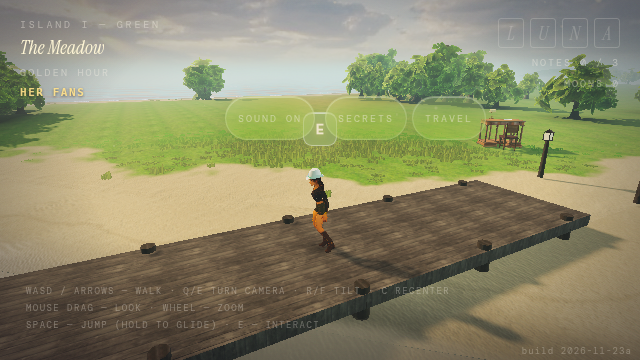 ISLAND I — GREEN
The Meadow
GOLDEN HOUR
HER FANS
L U N A
SOUND ON
E
SECRETS
TRAVEL
WASD / ARROWS — WALK · Q/E TURN CAMERA · R/F TILT · C RECENTER
MOUSE DRAG — LOOK · WHEEL — ZOOM
SPACE — JUMP (HOLD TO GLIDE) · E — INTERACT
build 2026-11-23a